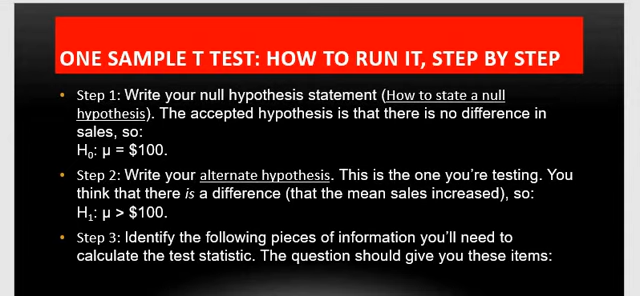 ONE SAMPLE T TEST: HOW TO RUN IT, STEP BY STEP
• Step 1: Write your null hypothesis statement (How to state a null
hypothesis). The accepted hypothesis is that there is no difference in
sales, so:
H₀: μ = $100.
• Step 2: Write your alternate hypothesis. This is the one you’re testing. You
think that there is a difference (that the mean sales increased), so:
H₁: μ > $100.
• Step 3: Identify the following pieces of information you’ll need to
calculate the test statistic. The question should give you these items: